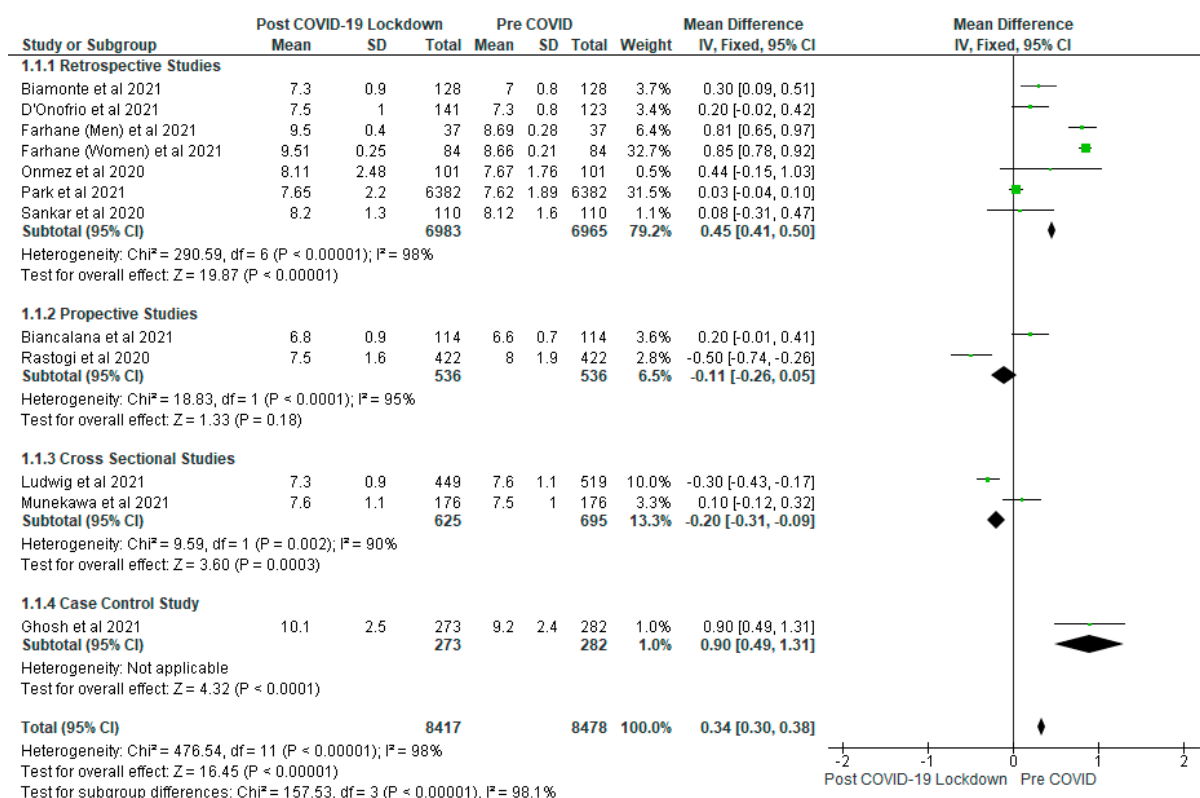 Post COVID-19 Lockdown Pre COVID Mean Difference Mean Difference
Study or Subgroup Mean SD Total Mean SD Total Weight IV, Fixed, 95% CI IV, Fixed, 95% CI
1.1.1 Retrospective Studies
Biamonte et al 2021 7.3 0.9 128 7 0.8 128 3.7% 0.30 [0.09, 0.51]
D'Onofrio et al 2021 7.5 1 141 7.3 0.8 123 3.4% 0.20 [-0.02, 0.42]
Farhane (Men) et al 2021 9.5 0.4 37 8.69 0.28 37 6.4% 0.81 [0.65, 0.97]
Farhane (Women) et al 2021 9.51 0.25 84 8.66 0.21 84 32.7% 0.85 [0.78, 0.92]
Onmez et al 2020 8.11 2.48 101 7.67 1.76 101 0.5% 0.44 [-0.15, 1.03]
Park et al 2021 7.65 2.2 6382 7.62 1.89 6382 31.5% 0.03 [-0.04, 0.10]
Sankar et al 2020 8.2 1.3 110 8.12 1.6 110 1.1% 0.08 [-0.31, 0.47]
Subtotal (95% CI) 6983 6965 79.2% 0.45 [0.41, 0.50]
Heterogeneity: Chi² = 290.59, df = 6 (P < 0.00001); I² = 98%
Test for overall effect: Z = 19.87 (P < 0.00001)
1.1.2 Propective Studies
Biancalana et al 2021 6.8 0.9 114 6.6 0.7 114 3.6% 0.20 [-0.01, 0.41]
Rastogi et al 2020 7.5 1.6 422 8 1.9 422 2.8% -0.50 [-0.74, -0.26]
Subtotal (95% CI) 536 536 6.5% -0.11 [-0.26, 0.05]
Heterogeneity: Chi² = 18.83, df = 1 (P < 0.0001); I² = 95%
Test for overall effect: Z = 1.33 (P = 0.18)
1.1.3 Cross Sectional Studies
Ludwig et al 2021 7.3 0.9 449 7.6 1.1 519 10.0% -0.30 [-0.43, -0.17]
Munekawa et al 2021 7.6 1.1 176 7.5 1 176 3.3% 0.10 [-0.12, 0.32]
Subtotal (95% CI) 625 695 13.3% -0.20 [-0.31, -0.09]
Heterogeneity: Chi² = 9.59, df = 1 (P = 0.002); I² = 90%
Test for overall effect: Z = 3.60 (P = 0.0003)
1.1.4 Case Control Study
Ghosh et al 2021 10.1 2.5 273 9.2 2.4 282 1.0% 0.90 [0.49, 1.31]
Subtotal (95% CI) 273 282 1.0% 0.90 [0.49, 1.31]
Heterogeneity: Not applicable
Test for overall effect: Z = 4.32 (P < 0.0001)
Total (95% CI) 8417 8478 100.0% 0.34 [0.30, 0.38]
Heterogeneity: Chi² = 476.54, df = 11 (P < 0.00001); I² = 98%
Test for overall effect: Z = 16.45 (P < 0.00001)
Test for subgroup differences: Chi² = 157.53, df = 3 (P < 0.00001), I² = 98.1%
-2 -1 0 1 2
Post COVID-19 Lockdown Pre COVID